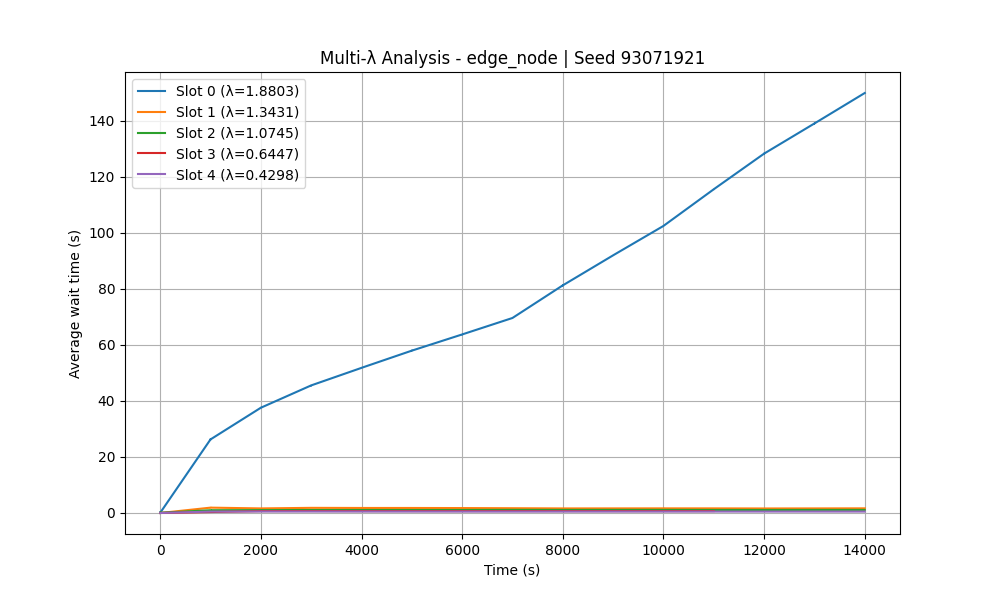 Multi-λ Analysis - edge_node | Seed 93071921
Slot 0 (λ=1.8803)
Slot 1 (λ=1.3431)
Slot 2 (λ=1.0745)
Slot 3 (λ=0.6447)
Slot 4 (λ=0.4298)
Average wait time (s)
140
120
100
80
60
40
20
0
0 2000 4000 6000 8000 10000 12000 14000
Time (s)